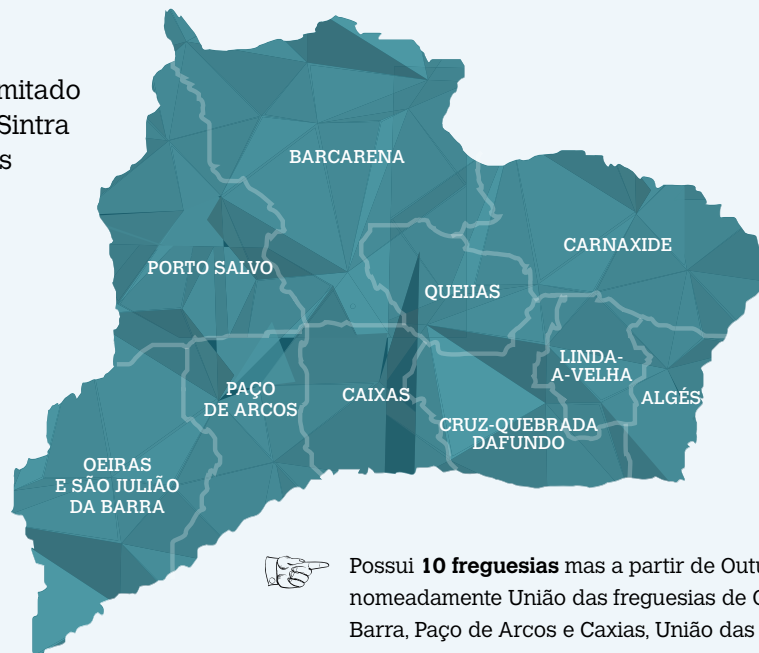 mitado
Sintra
s
BARCARENA
CARNAXIDE
PORTO SALVO
QUEIJAS
LINDA-
A-VELHA
PAÇO
DE ARCOS
CAIXAS
ALGÉS
CRUZ-QUEBRADA
DAFUNDO
OEIRAS
E SÃO JULIÃO
DA BARRA
Possui 10 freguesias mas a partir de Outu
nomeadamente União das freguesias de
Barra, Paço de Arcos e Caxias, União das